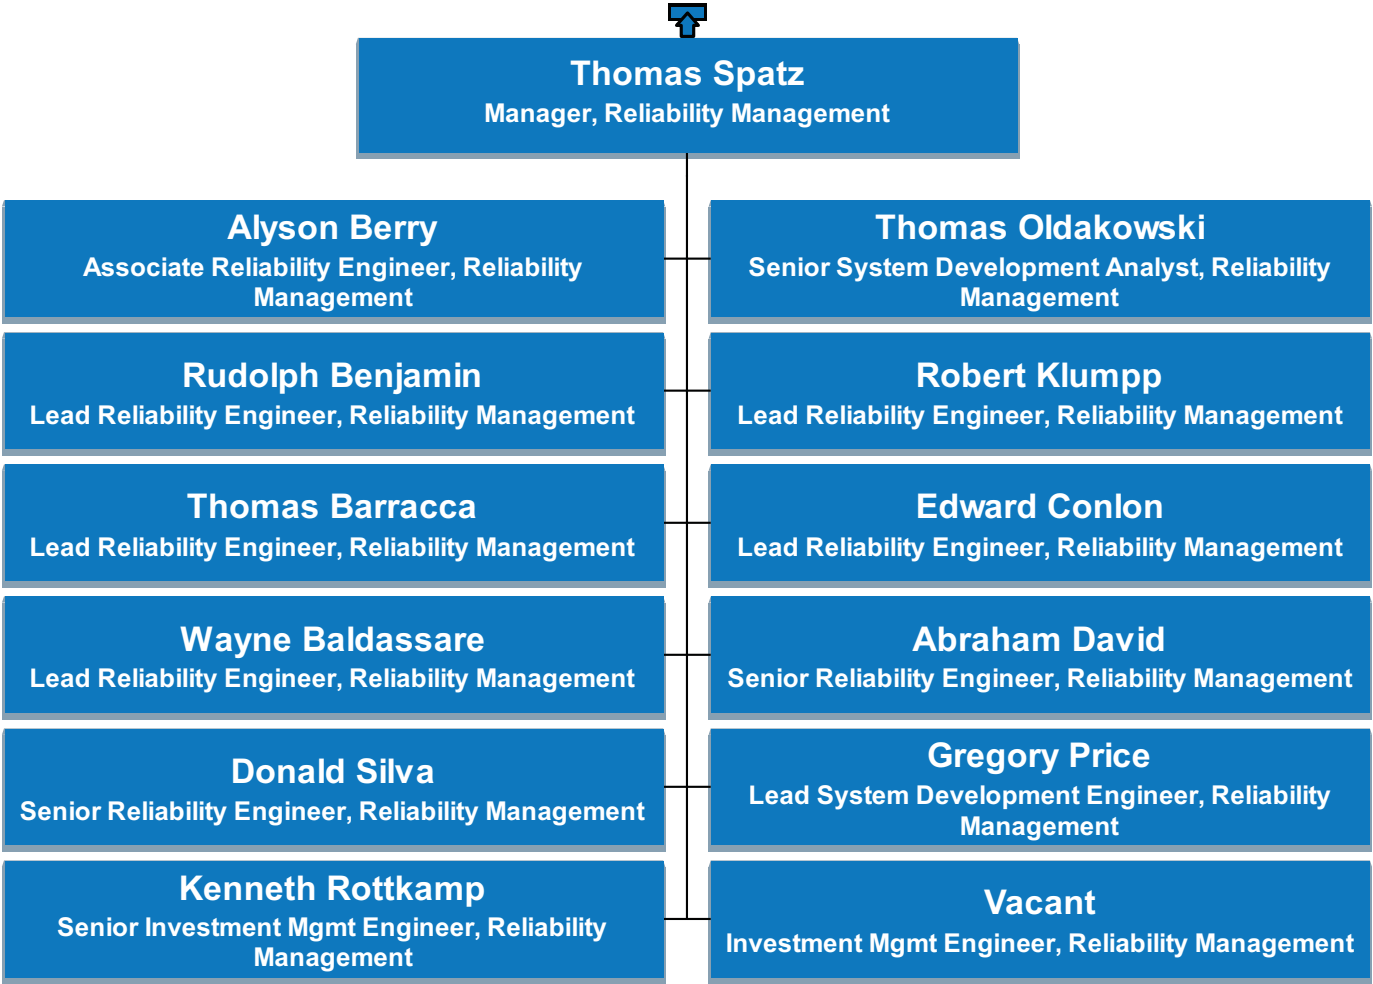 Thomas Spatz
Manager, Reliability Management
Alyson Berry
Associate Reliability Engineer, Reliability
Management
Thomas Oldakowski
Senior System Development Analyst, Reliability
Management
Rudolph Benjamin
Lead Reliability Engineer, Reliability Management
Robert Klumpp
Lead Reliability Engineer, Reliability Management
Thomas Barracca
Lead Reliability Engineer, Reliability Management
Edward Conlon
Lead Reliability Engineer, Reliability Management
Wayne Baldassare
Lead Reliability Engineer, Reliability Management
Abraham David
Senior Reliability Engineer, Reliability Management
Donald Silva
Senior Reliability Engineer, Reliability Management
Gregory Price
Lead System Development Engineer, Reliability
Management
Kenneth Rottkamp
Senior Investment Mgmt Engineer, Reliability
Management
Vacant
Investment Mgmt Engineer, Reliability Management